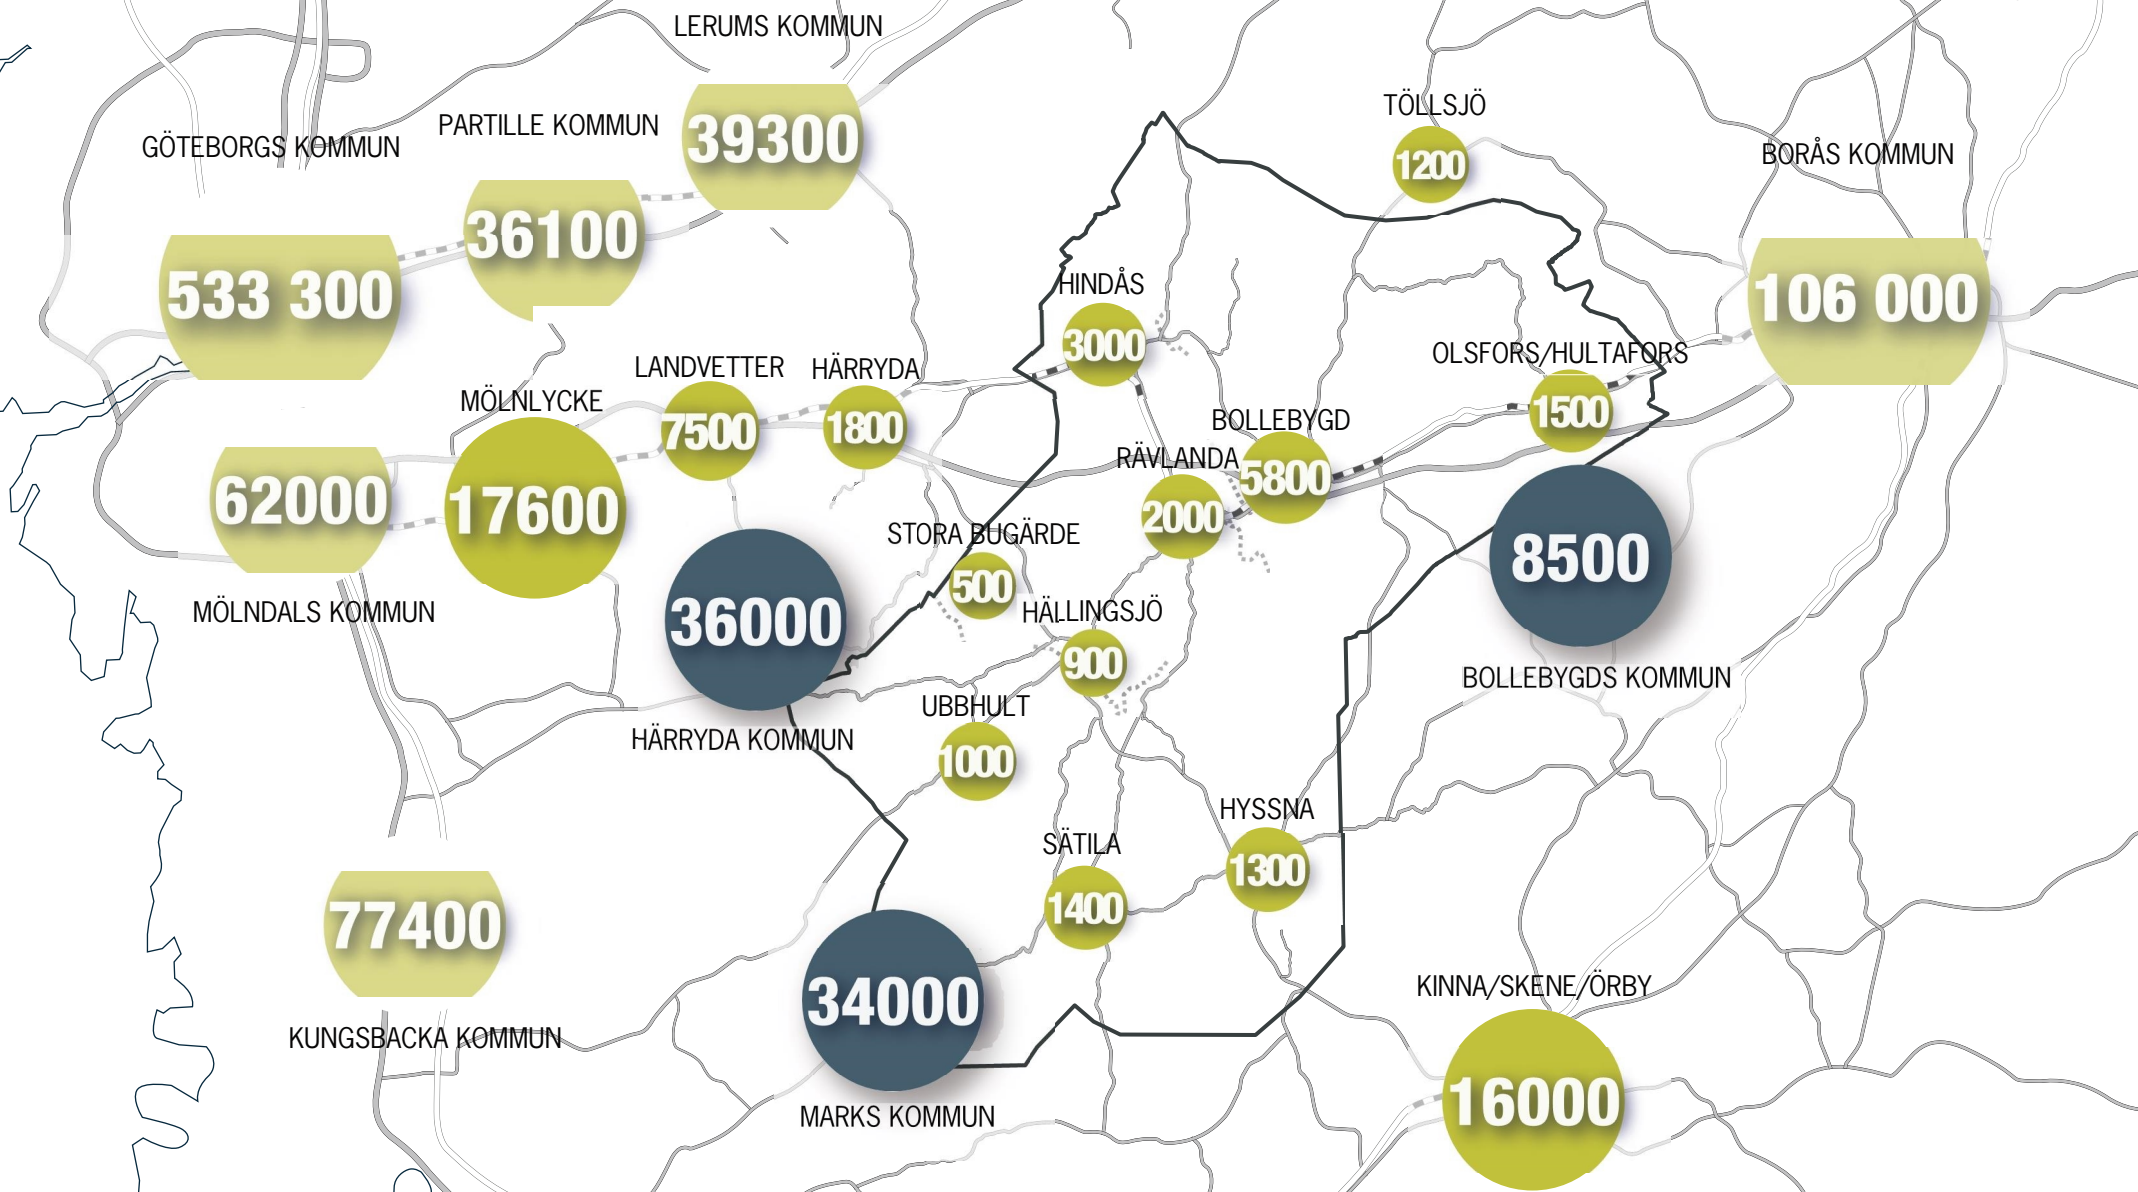 LERUMS KOMMUN
39300
PARTILLE KOMMUN
36100
GÖTEBORGS KOMMUN
533 300
TÖLLSJÖ
1200
BORÅS KOMMUN
106 000
HINDÅS
3000
OLSFORS/HULTAFORS
1500
LANDVETTER
7500
HÄRRYDA
1800
MÖLNLYCKE
17600
BOLLEBYGD
5800
RÄVLANDA
2000
62000
MÖLNDALS KOMMUN
STORA BUGÄRDE
500
8500
BOLLEBYGDS KOMMUN
36000
HÄRRYDA KOMMUN
HÄLLINGSJÖ
900
UBBHULT
1000
HYSSNA
1300
SÄTILA
1400
77400
KUNGSBACKA KOMMUN
34000
MARKS KOMMUN
KINNA/SKENE/ÖRBY
16000